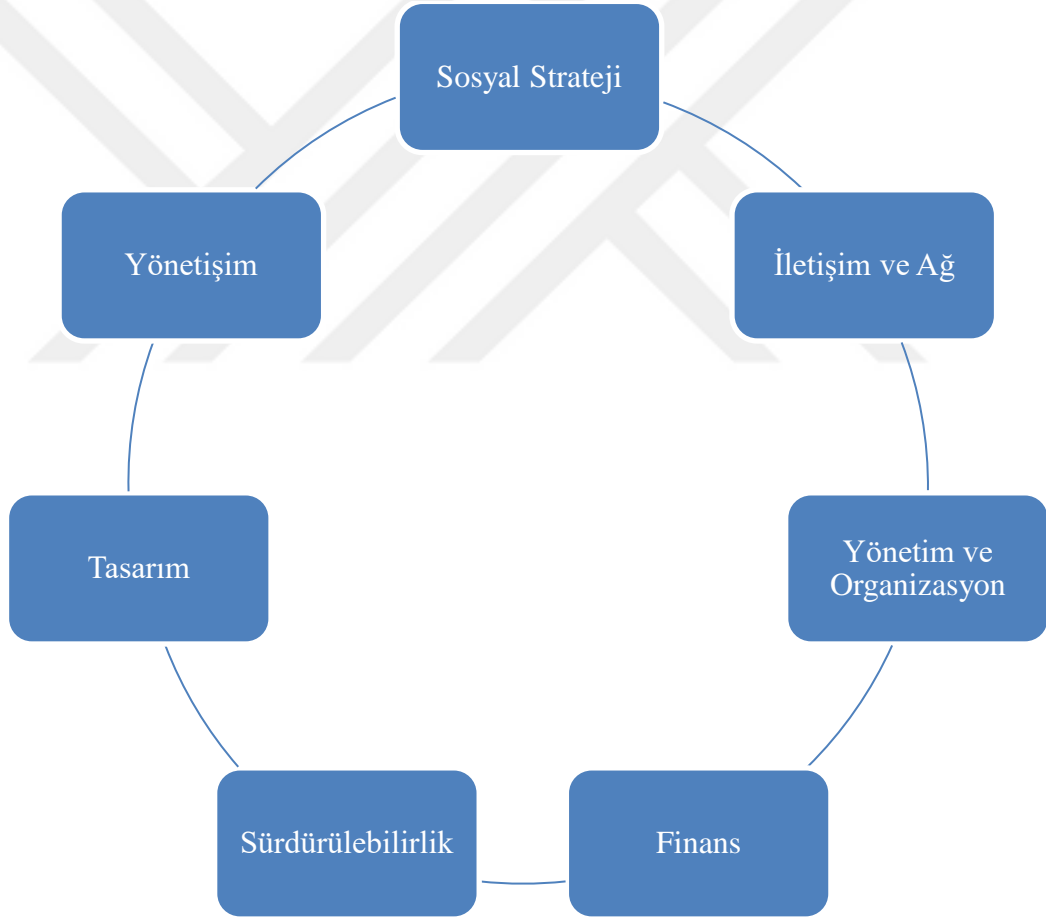 Sosyal Strateji
İletişim ve Ağ
Yönetim ve
Organizasyon
Finans
Sürdürülebilirlik
Tasarım
Yönetişim